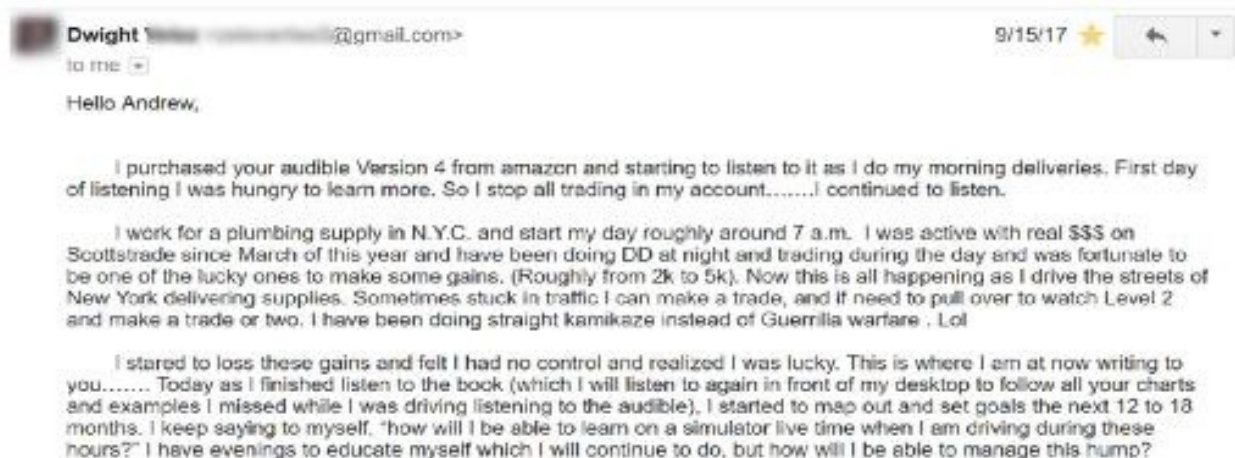 Dwight @gmail.com>
9/15/17
to me
Hello Andrew,
I purchased your audible Version 4 from amazon and starting to listen to it as I do my morning deliveries. First day
of listening I was hungry to learn more. So I stop all trading in my account.......I continued to listen.
I work for a plumbing supply in N.Y.C. and start my day roughly around 7 a.m. I was active with real $$$ on
Scottstrade since March of this year and have been doing DD at night and trading during the day and was fortunate to
be one of the lucky ones to make some gains. (Roughly from 2k to 5k). Now this is all happening as I drive the streets of
New York delivering supplies. Sometimes stuck in traffic I can make a trade, and if need to pull over to watch Level 2
and make a trade or two. I have been doing straight kamikaze instead of Guerrilla warfare . Lol
I stared to loss these gains and felt I had no control and realized I was lucky. This is where I am at now writing to
you....... Today as I finished listen to the book (which I will listen to again in front of my desktop to follow all your charts
and examples I missed while I was driving listening to the audible), I started to map out and set goals the next 12 to 18
months. I keep saying to myself, "how will I be able to learn on a simulator live time when I am driving during these
hours?" I have evenings to educate myself which I will continue to do, but how will I be able to manage this hump?